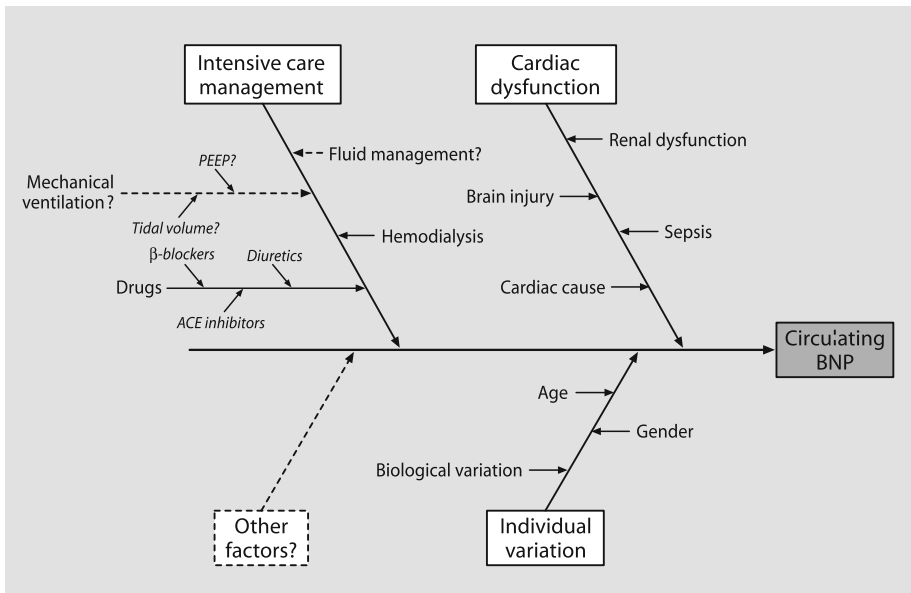 Intensive care
management
Cardiac
dysfunction
Fluid management?
Renal dysfunction
PEEP?
Mechanical
ventilation?
Brain injury
Tidal volume?
Hemodialysis
Sepsis
β-blockers
Diuretics
Drugs
Cardiac cause
ACE inhibitors
Circulating
BNP
Age
Gender
Biological variation
Other
factors?
Individual
variation